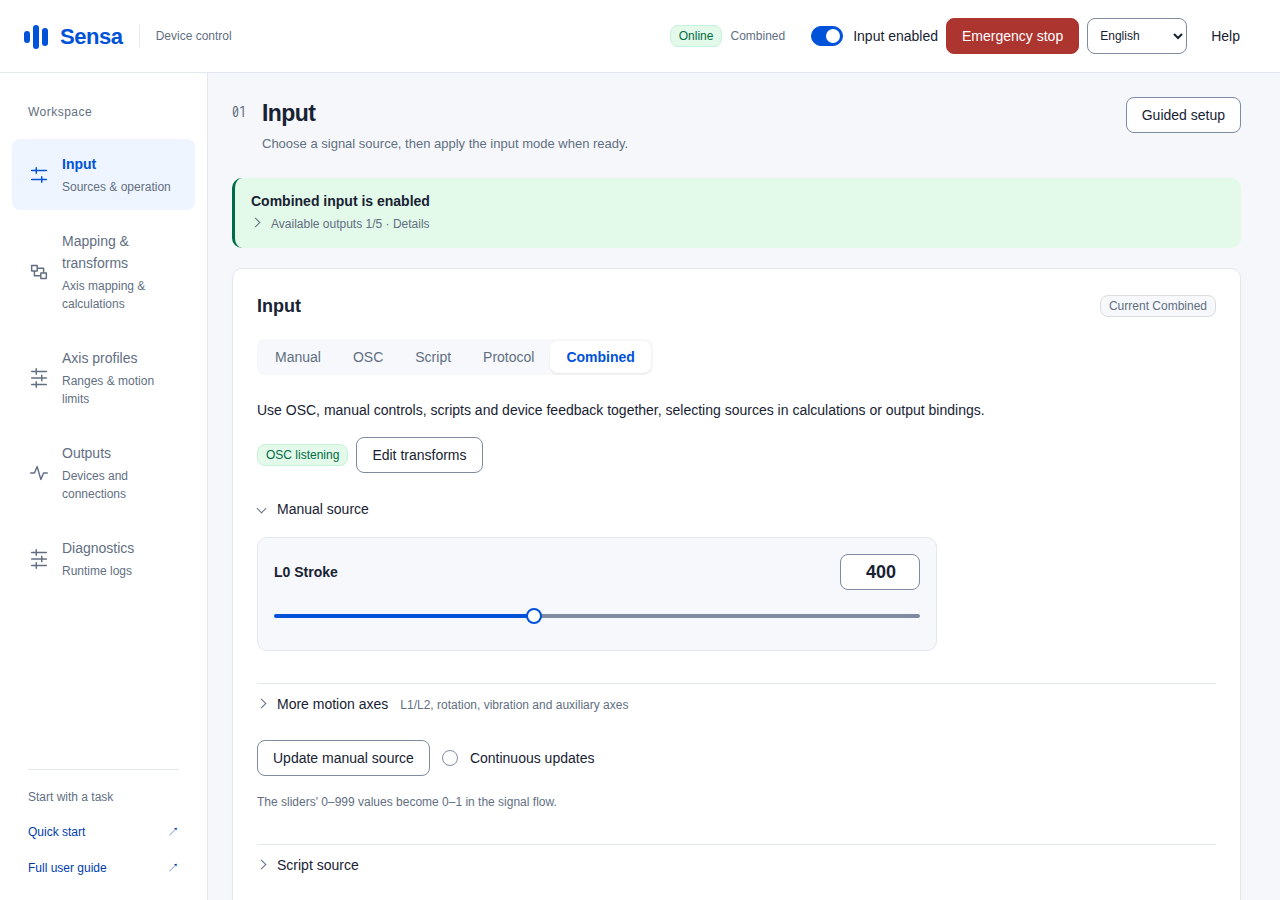 Sensa
Device control
Online
Combined
Input enabled
Emergency stop
English
Help
Workspace
Input
Sources & operation
Mapping &
transforms
Axis mapping &
calculations
Axis profiles
Ranges & motion
limits
Outputs
Devices and
connections
Diagnostics
Runtime logs
Start with a task
Quick start
Full user guide
01
Input
Choose a signal source, then apply the input mode when ready.
Guided setup
Combined input is enabled
Available outputs 1/5 · Details
Input
Current Combined
Manual
OSC
Script
Protocol
Combined
Use OSC, manual controls, scripts and device feedback together, selecting sources in calculations or output bindings.
OSC listening
Edit transforms
Manual source
L0 Stroke
400
More motion axes
L1/L2, rotation, vibration and auxiliary axes
Update manual source
Continuous updates
The sliders' 0–999 values become 0–1 in the signal flow.
Script source